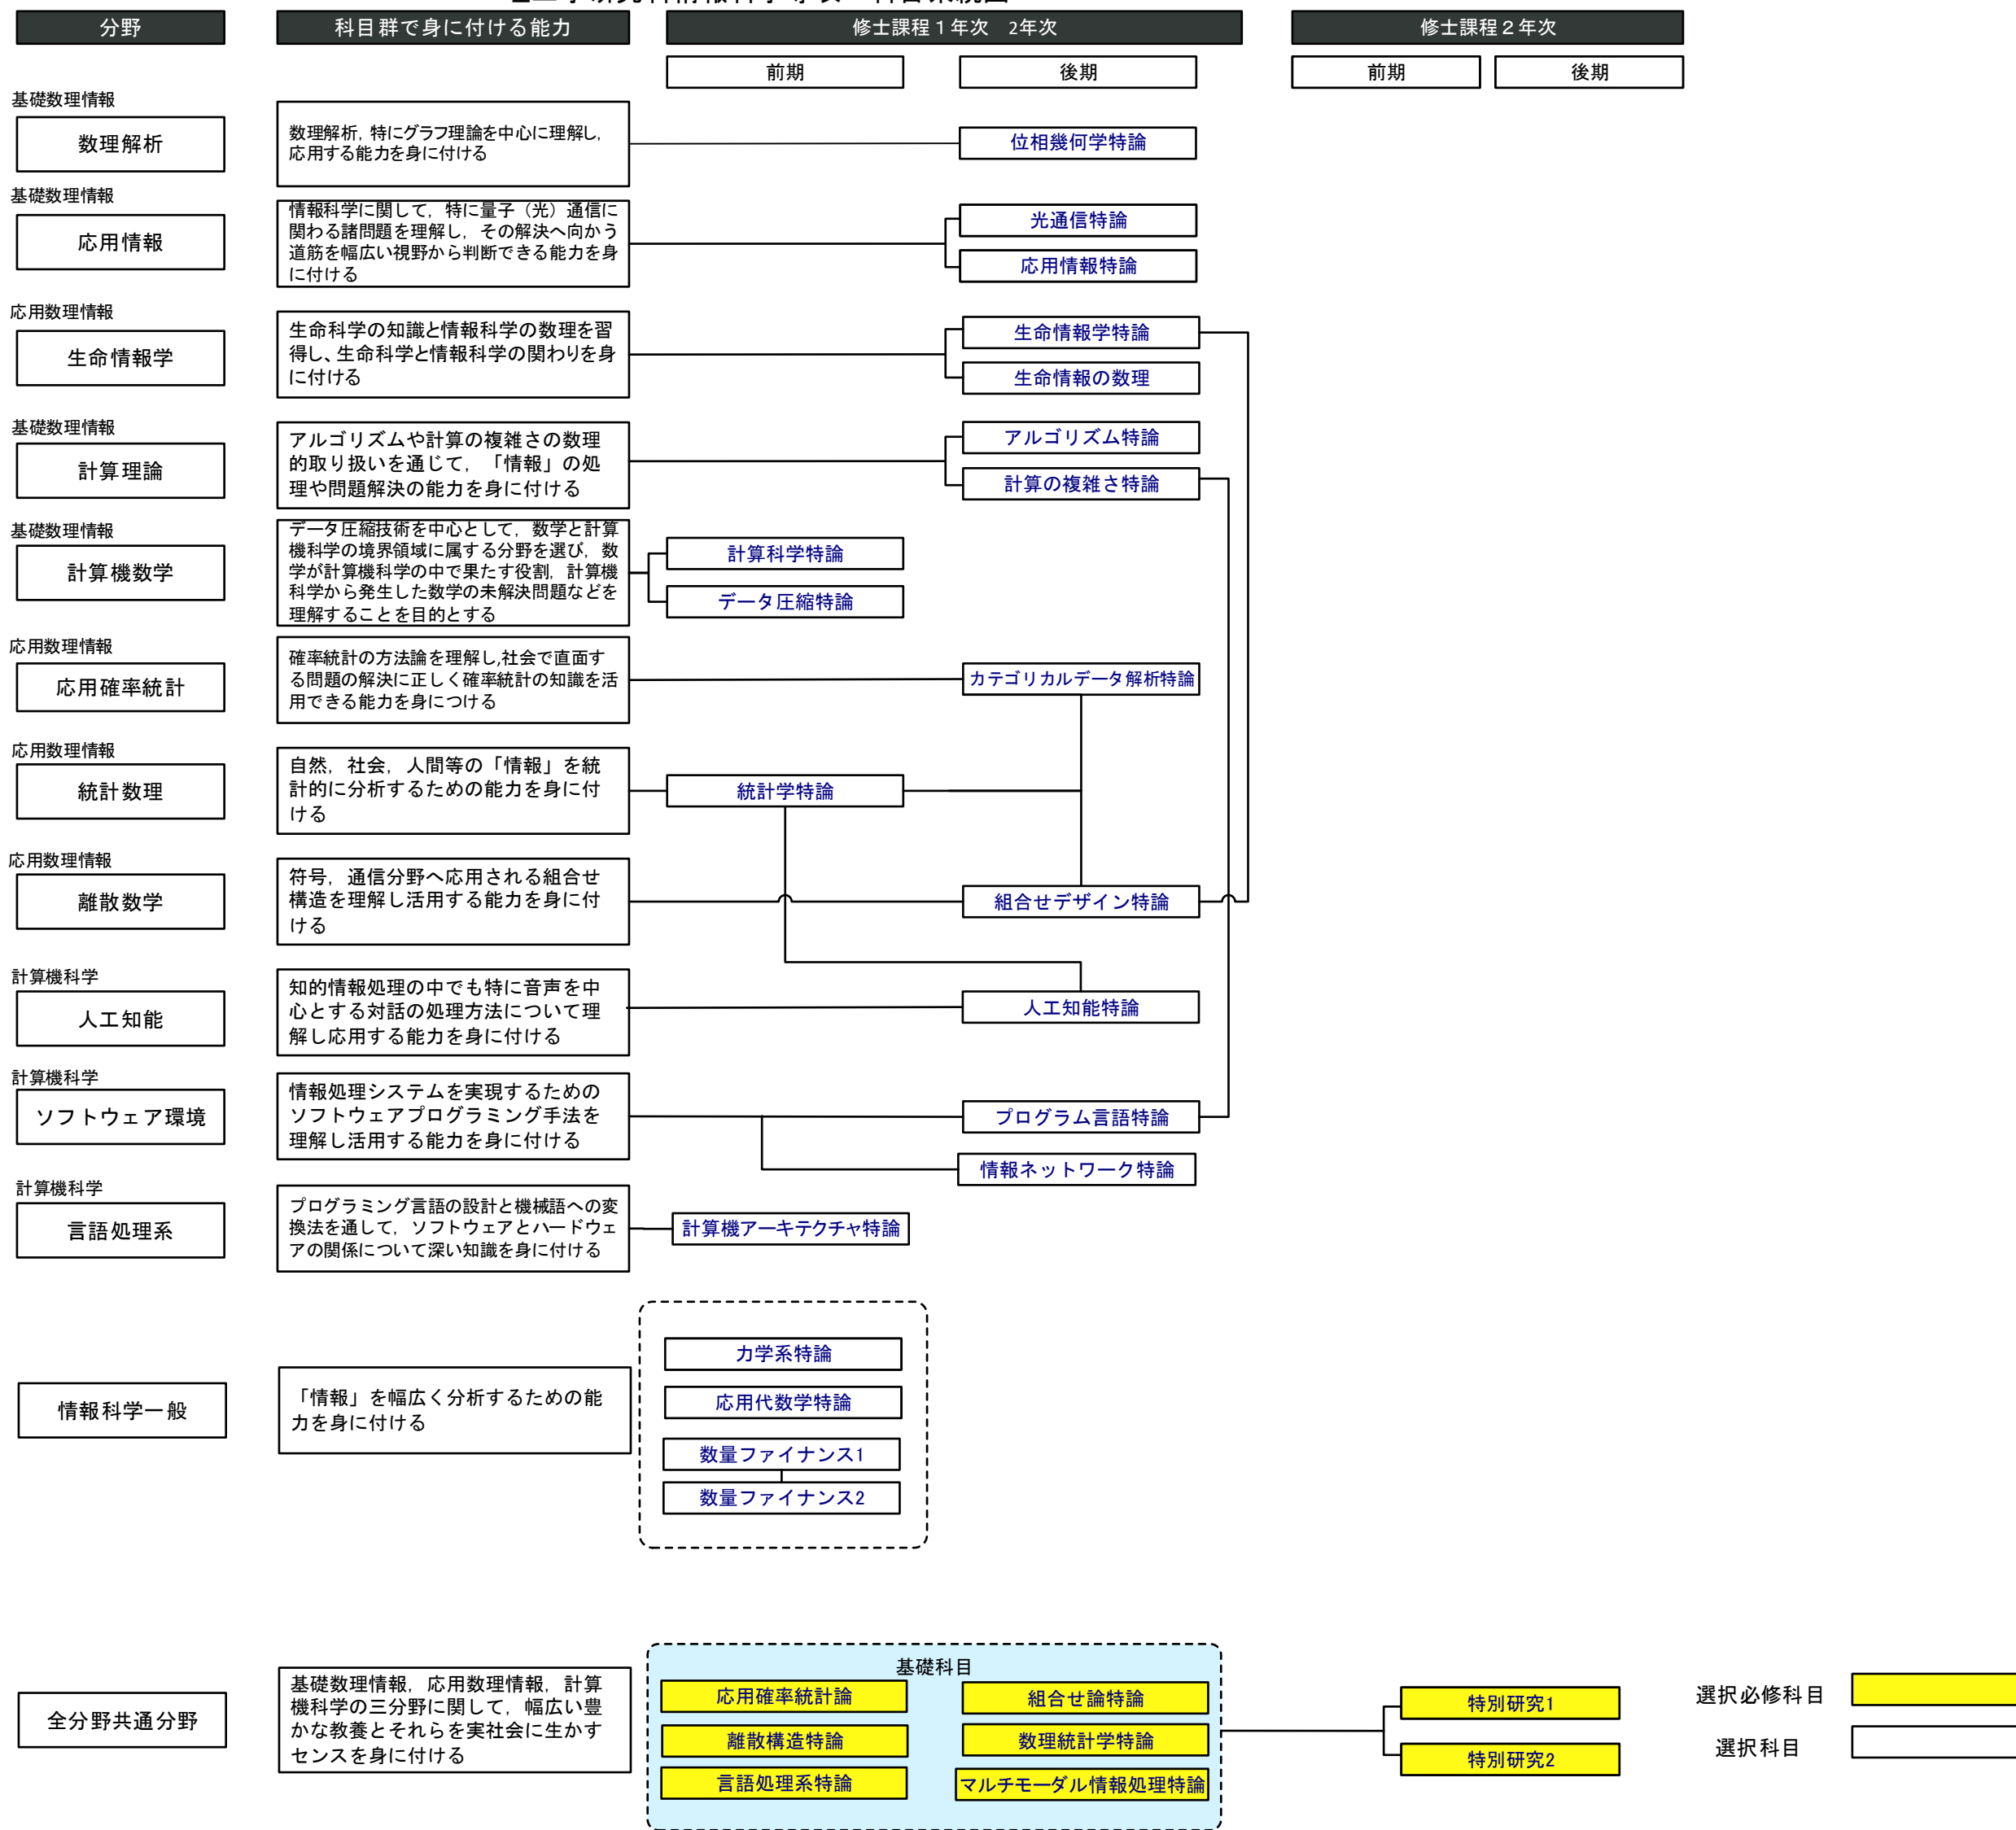 分野
科目群で身に付ける能力
修士課程１年次　2年次
修士課程２年次
前期
後期
前期
後期
基礎数理情報
数理解析
数理解析，特にグラフ理論を中心に理解し，
応用する能力を身に付ける
位相幾何学特論
基礎数理情報
応用情報
情報科学に関して，特に量子（光）通信に
関わる諸問題を理解し，その解決へ向かう
道筋を幅広い視野から判断できる能力を身
に付ける
光通信特論
応用情報特論
応用数理情報
生命情報学
生命科学の知識と情報科学の数理を習
得し、生命科学と情報科学の関わりを身
に付ける
生命情報学特論
生命情報の数理
基礎数理情報
計算理論
アルゴリズムや計算の複雑さの数理
的取り扱いを通じて，「情報」の処
理や問題解決の能力を身に付ける
アルゴリズム特論
計算の複雑さ特論
基礎数理情報
計算機数学
データ圧縮技術を中心として，数学と計算
機科学の境界領域に属する分野を選び，数
学が計算機科学の中で果たす役割，計算機
科学から発生した数学の未解決問題などを
理解することを目的とする
計算科学特論
データ圧縮特論
応用数理情報
応用確率統計
確率統計の方法論を理解し,社会で直面す
る問題の解決に正しく確率統計の知識を活
用できる能力を身につける
カテゴリカルデータ解析特論
応用数理情報
統計数理
自然，社会，人間等の「情報」を統
計的に分析するための能力を身に付
ける
統計学特論
応用数理情報
離散数学
符号，通信分野へ応用される組合せ
構造を理解し活用する能力を身に付
ける
組合せデザイン特論
計算機科学
人工知能
知的情報処理の中でも特に音声を中
心とする対話の処理方法について理
解し応用する能力を身に付ける
人工知能特論
計算機科学
ソフトウェア環境
情報処理システムを実現するための
ソフトウェアプログラミング手法を
理解し活用する能力を身に付ける
プログラム言語特論
情報ネットワーク特論
計算機科学
言語処理系
プログラミング言語の設計と機械語への変
換法を通して，ソフトウェアとハードウェ
アの関係について深い知識を身に付ける
計算機アーキテクチャ特論
情報科学一般
「情報」を幅広く分析するための能
力を身に付ける
力学系特論
応用代数学特論
数量ファイナンス1
数量ファイナンス2
全分野共通分野
基礎数理情報，応用数理情報，計算
機科学の三分野に関して，幅広い豊
かな教養とそれらを実社会に生かす
センスを身に付ける
基礎科目
応用確率統計論
組合せ論特論
離散構造特論
数理統計学特論
言語処理系特論
マルチモーダル情報処理特論
特別研究1
特別研究2
選択必修科目
選択科目